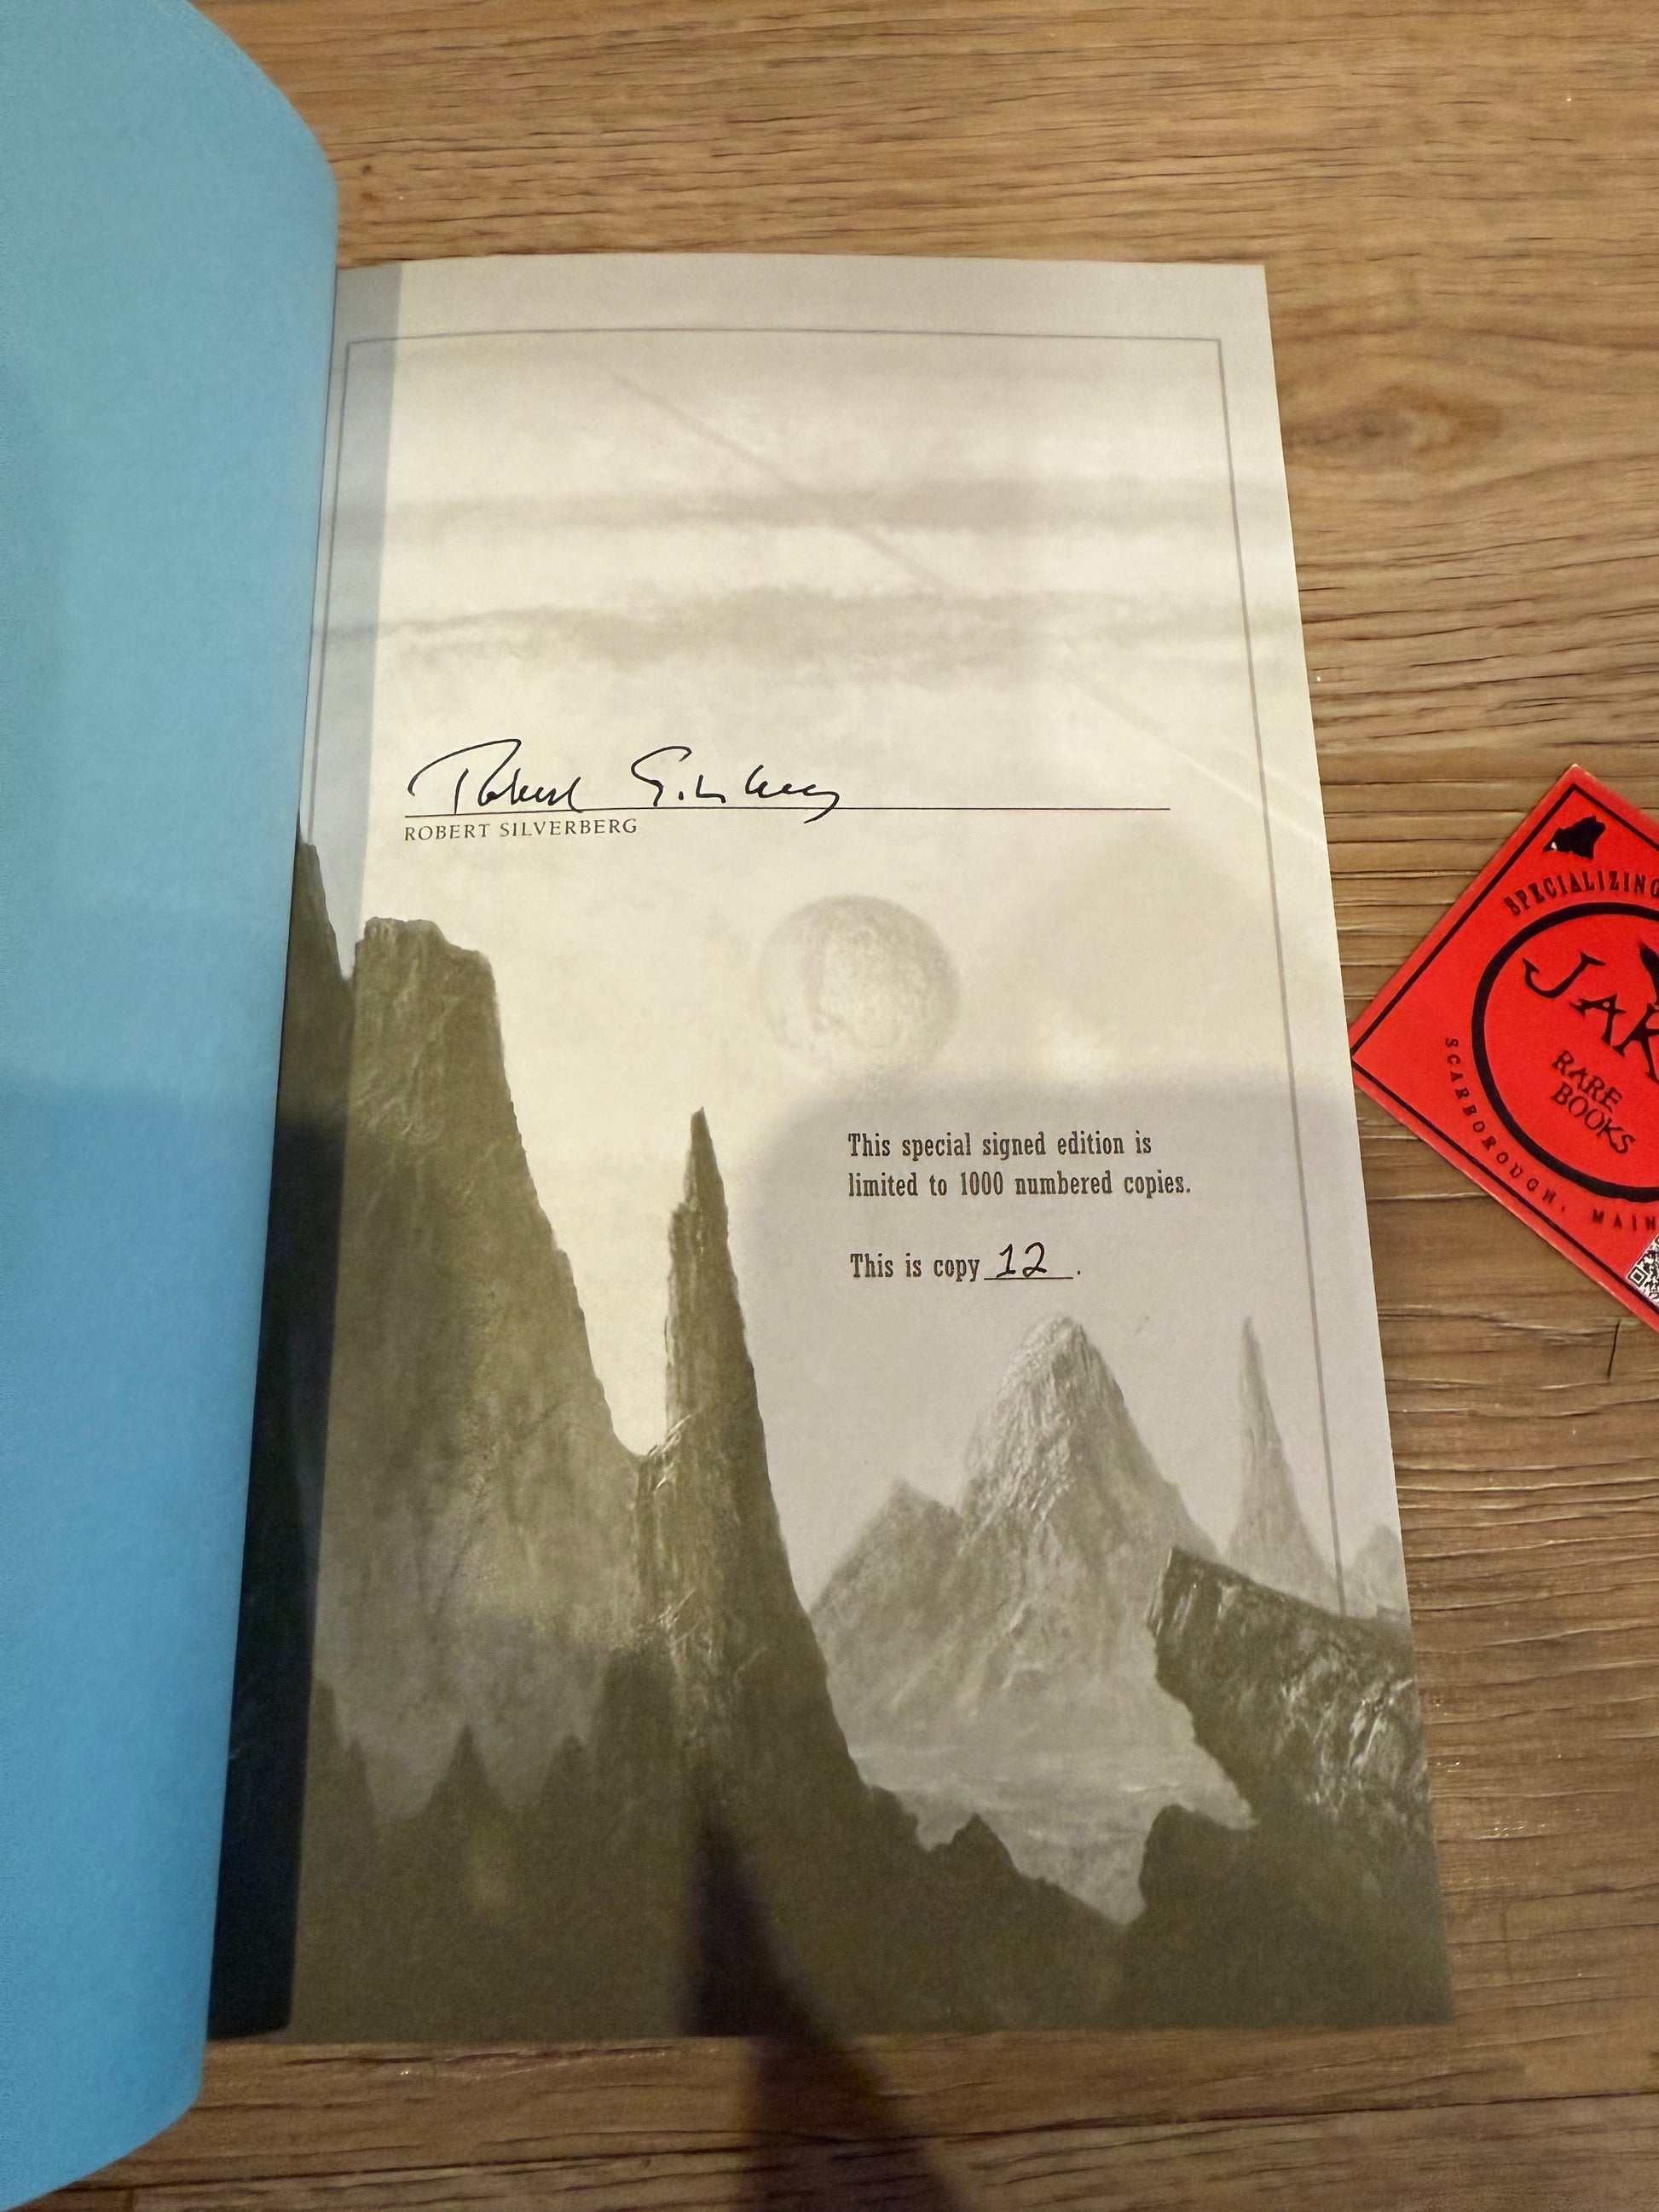 Robert Silverberg
ROBERT SILVERBERG
This special signed edition is
limited to 1000 numbered copies.
This is copy 12.
SPECIALIZING
RARE
BOOKS
SCARBOROUGH,